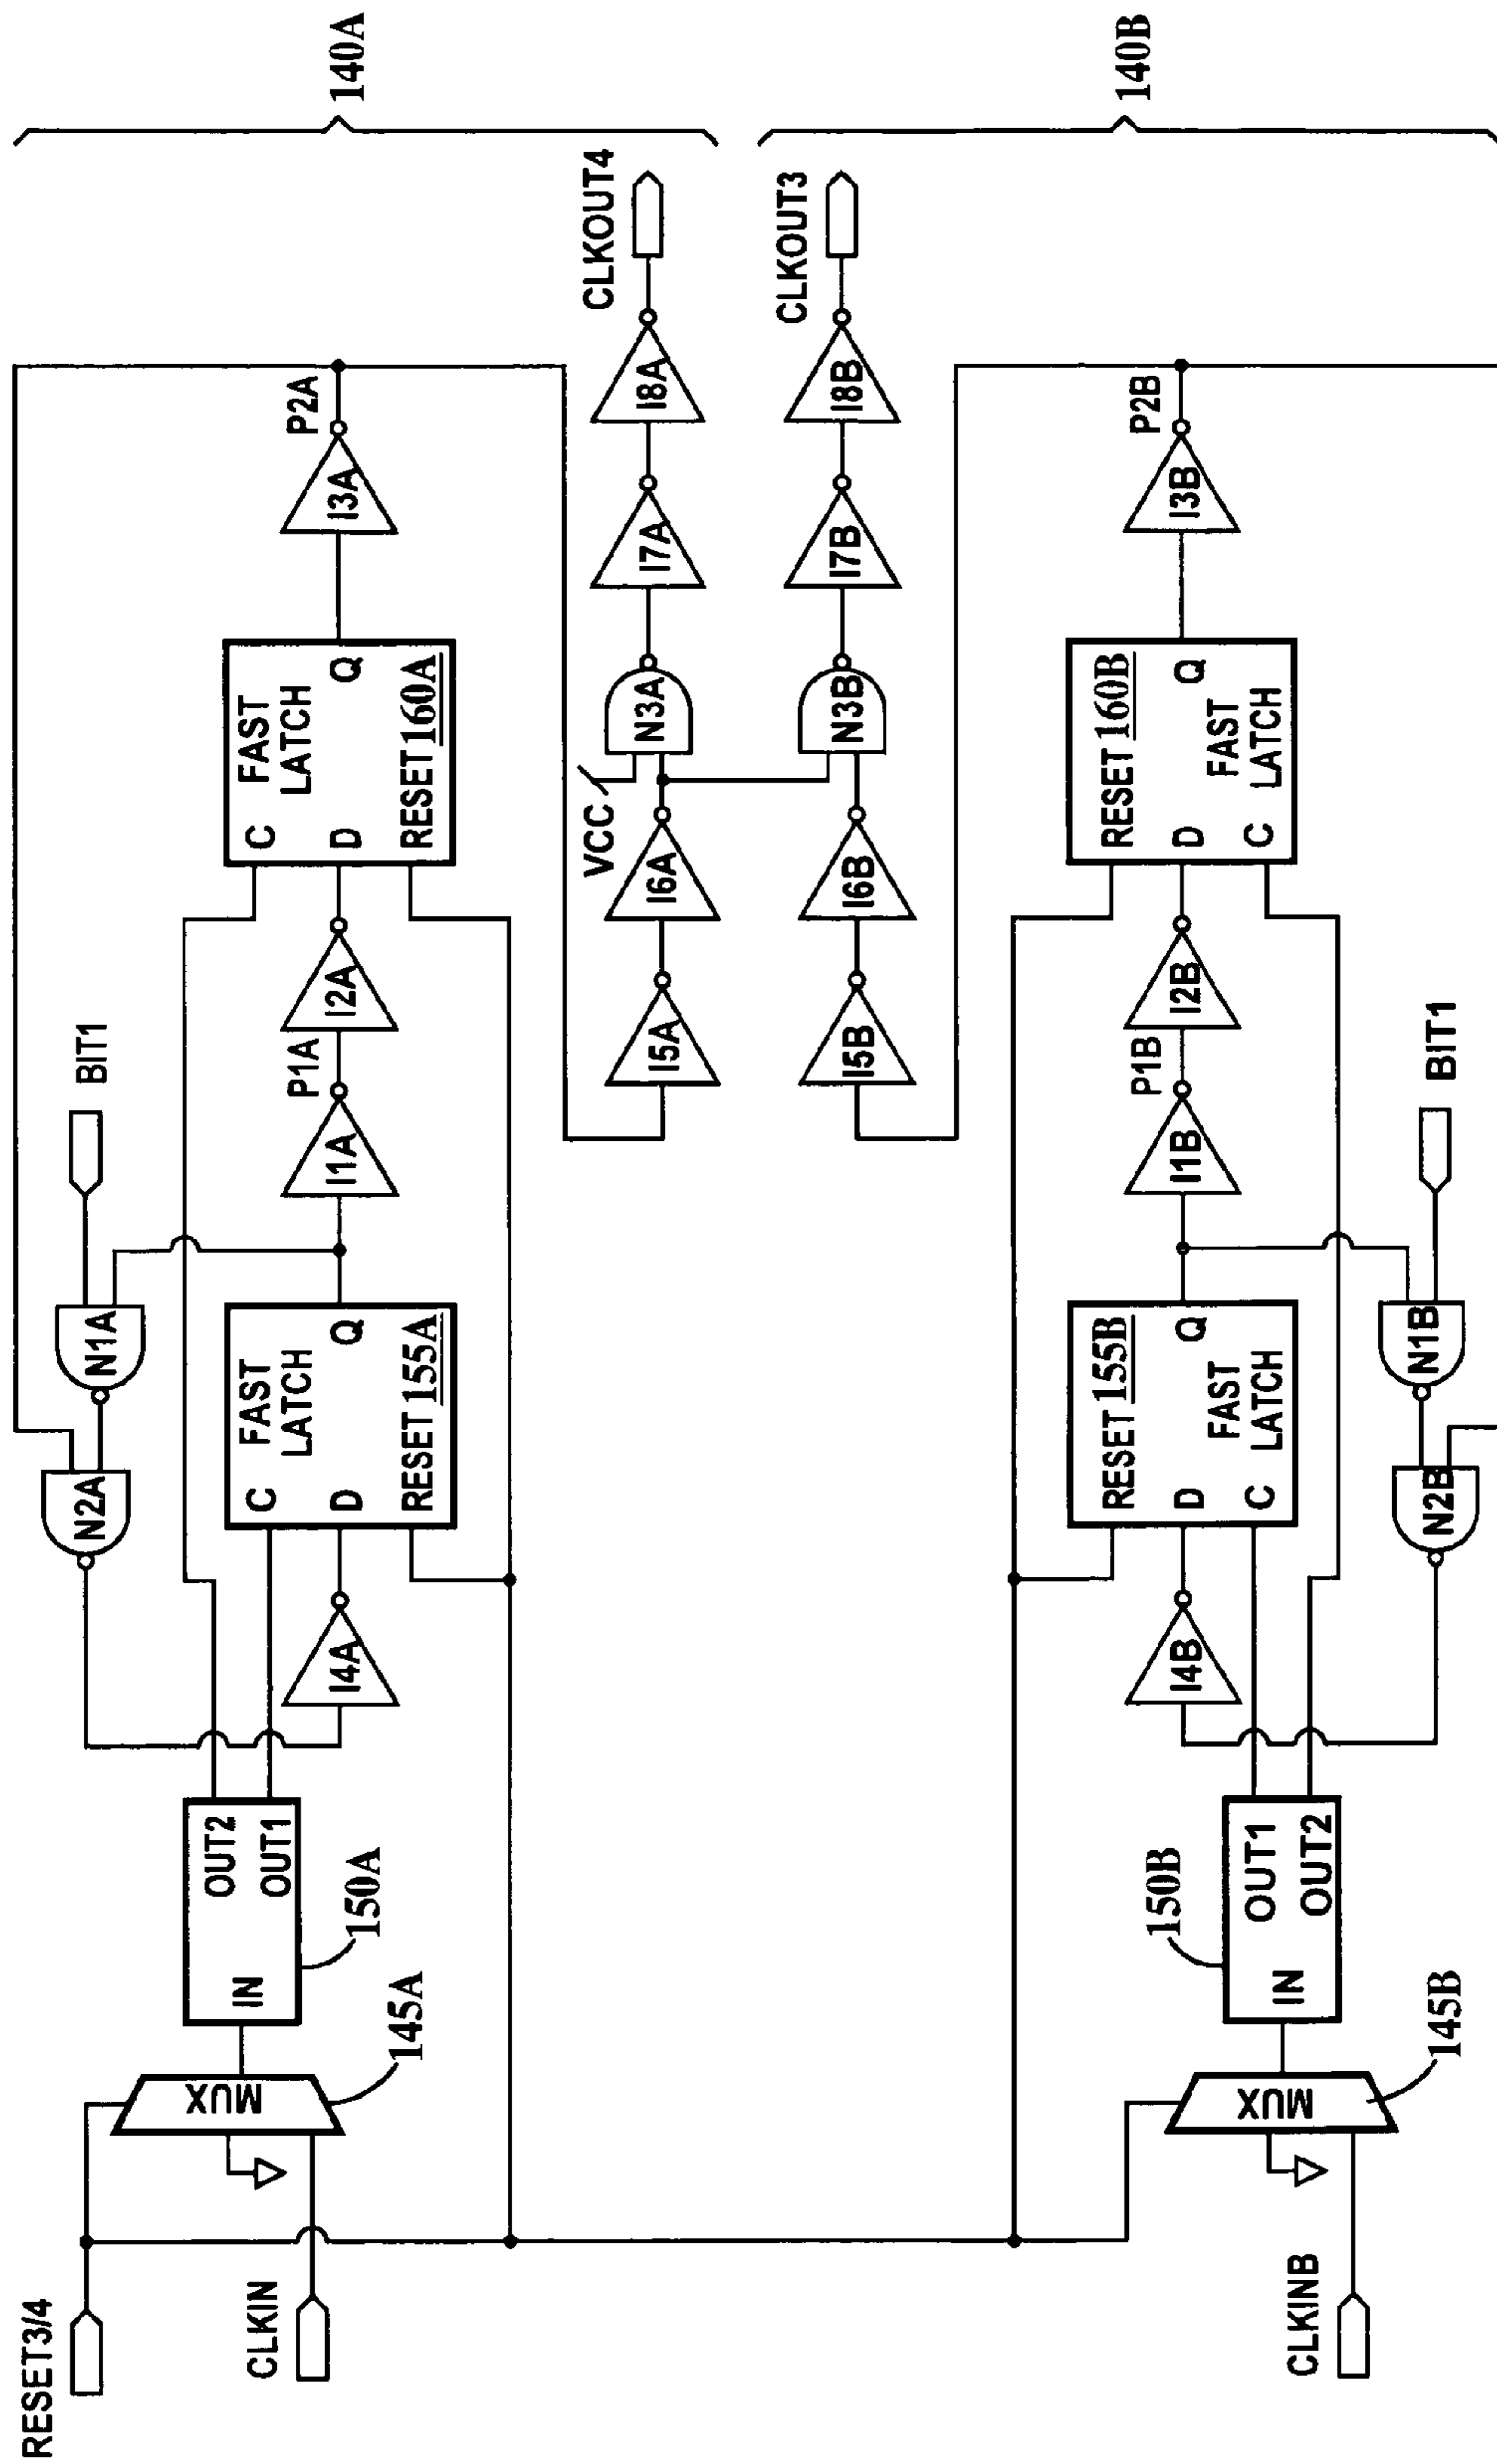 RESET3/4
CLKIN
MUX
145A
IN
OUT2
OUT1
150A
I4A
N2A
N1A
BIT1
C
FAST
LATCH
D
Q
RESET 155A
I1A
P1A
I2A
C
FAST
LATCH
D
Q
RESET 160A
I3A
P2A
140A
I5A
I6A
VCC
N3A
I7A
I8A
CLKOUT4
I5B
I6B
N3B
I7B
I8B
CLKOUT3
CLKINB
MUX
145B
IN
OUT1
OUT2
150B
I4B
RESET 155B
D
Q
FAST
LATCH
C
I1B
P1B
I2B
RESET 160B
D
Q
FAST
LATCH
C
I3B
P2B
140B
N2B
N1B
BIT1